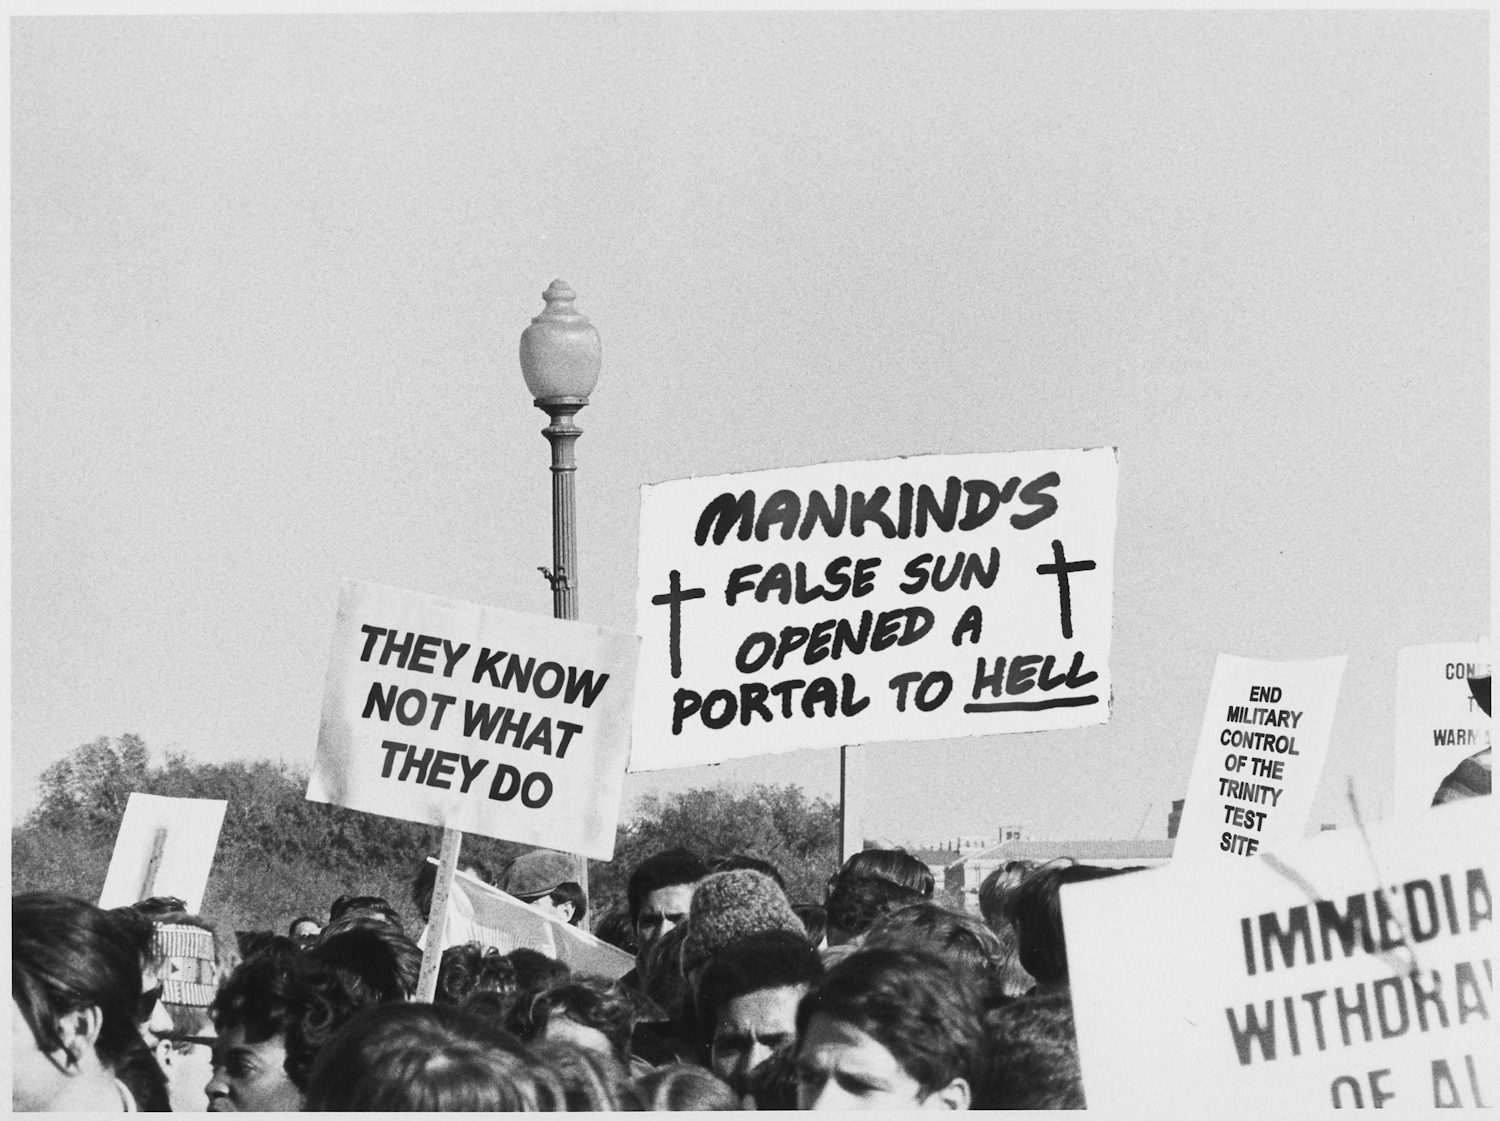 THEY KNOW
NOT WHAT
THEY DO
MANKIND'S
FALSE SUN
OPENED A
PORTAL TO HELL
END
MILITARY
CONTROL
OF THE
TRINITY
TEST
SITE
OF